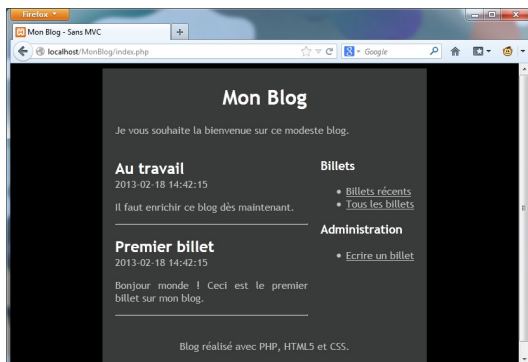 Firefox
Mon Blog - Sans MVC
localhost/MonBlog/index.php
Google
Mon Blog
Je vous souhaite la bienvenue sur ce modeste blog.
Au travail
2013-02-18 14:42:15
Il faut enrichir ce blog dès maintenant.
Premier billet
2013-02-18 14:42:15
Bonjour monde ! Ceci est le premier
billet sur mon blog.
Billets
Billets récents
Tous les billets
Administration
Ecrire un billet
Blog réalisé avec PHP, HTML5 et CSS.